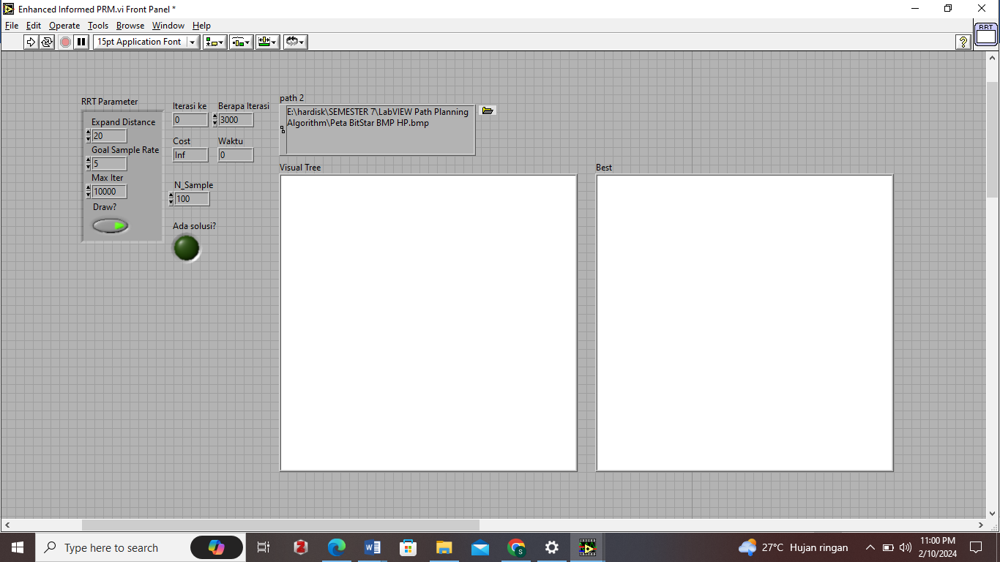 Enhanced Informed PRM.vi Front Panel *
File Edit Operate Tools Browse Window Help
15pt Application Font
?
RRT
RRT Parameter
Expand Distance
20
Goal Sample Rate
5
Max Iter
10000
Draw?
Iterasi ke
0
Berapa Iterasi
3000
Cost
Inf
Waktu
0
N_Sample
100
Ada solusi?
path 2
E:\hardisk\SEMESTER 7\LabVIEW Path Planning
Algorithm\Peta BitStar BMP HP.bmp
Visual Tree
Best
Type here to search
27°C Hujan ringan
11:00 PM
2/10/2024